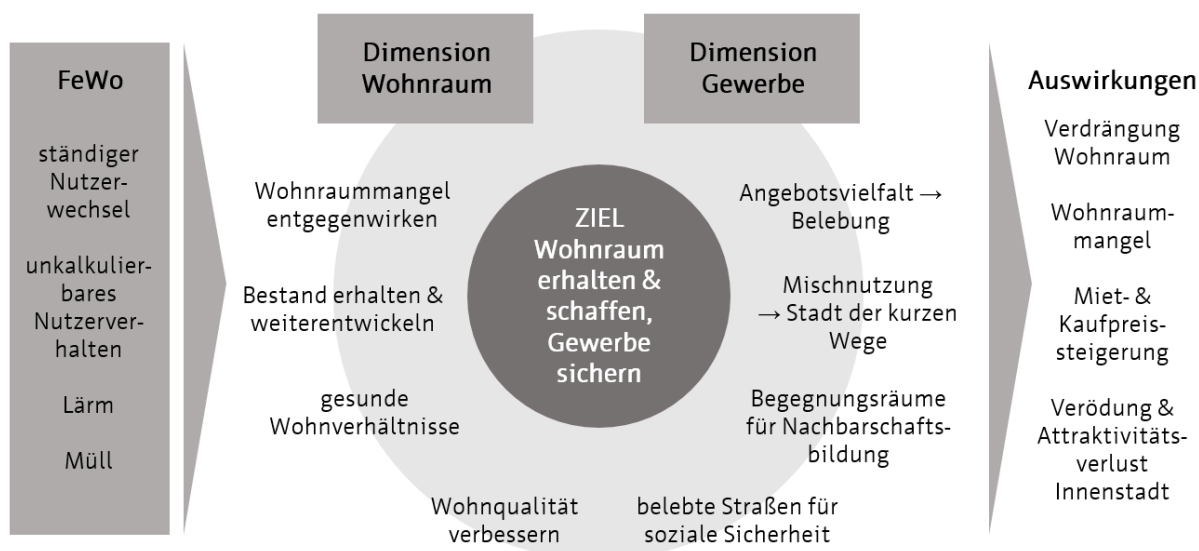 FeWo
ständiger
Nutzer-
wechsel
unkalkulier-
bares
Nutzerver-
halten
Lärm
Müll
Dimension
Wohnraum
Wohnraummangel
entgegenwirken
Bestand erhalten &
weiterentwickeln
gesunde
Wohnverhältnisse
Wohnqualität
verbessern
ZIEL
Wohnraum
erhalten &
schaffen,
Gewerbe
sichern
Dimension
Gewerbe
Angebotsvielfalt →
Belebung
Mischnutzung
→ Stadt der kurzen
Wege
Begegnungsräume
für Nachbarschafts-
bildung
belebte Straßen für
soziale Sicherheit
Auswirkungen
Verdrängung
Wohnraum
Wohnraum-
mangel
Miet- &
Kaufpreis-
steigerung
Verödung &
Attraktivitäts-
verlust
Innenstadt